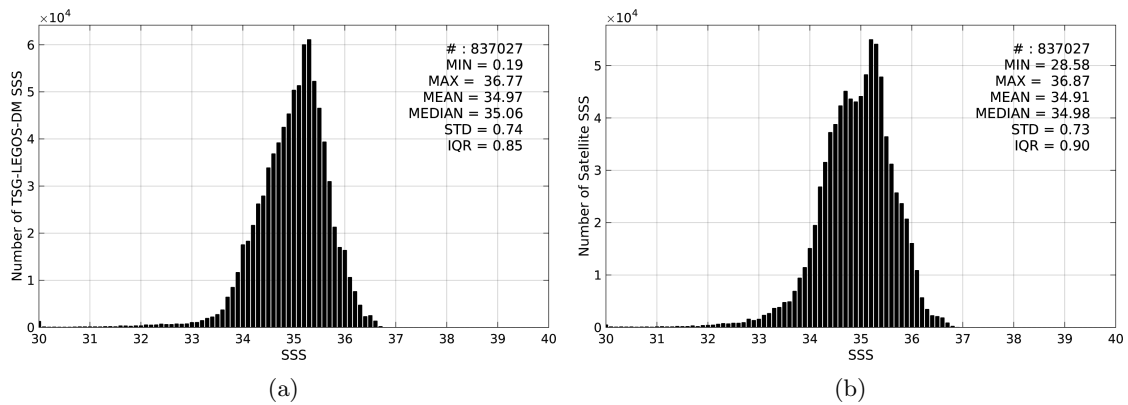 ×10⁴
Number of TSG-LEGOS-DM SSS
6
5
4
3
2
1
0
# : 837027
MIN = 0.19
MAX = 36.77
MEAN = 34.97
MEDIAN = 35.06
STD = 0.74
IQR = 0.85
30 31 32 33 34 35 36 37 38 39 40
SSS
(a)
×10⁴
Number of Satellite SSS
5
4
3
2
1
0
# : 837027
MIN = 28.58
MAX = 36.87
MEAN = 34.91
MEDIAN = 34.98
STD = 0.73
IQR = 0.90
30 31 32 33 34 35 36 37 38 39 40
SSS
(b)